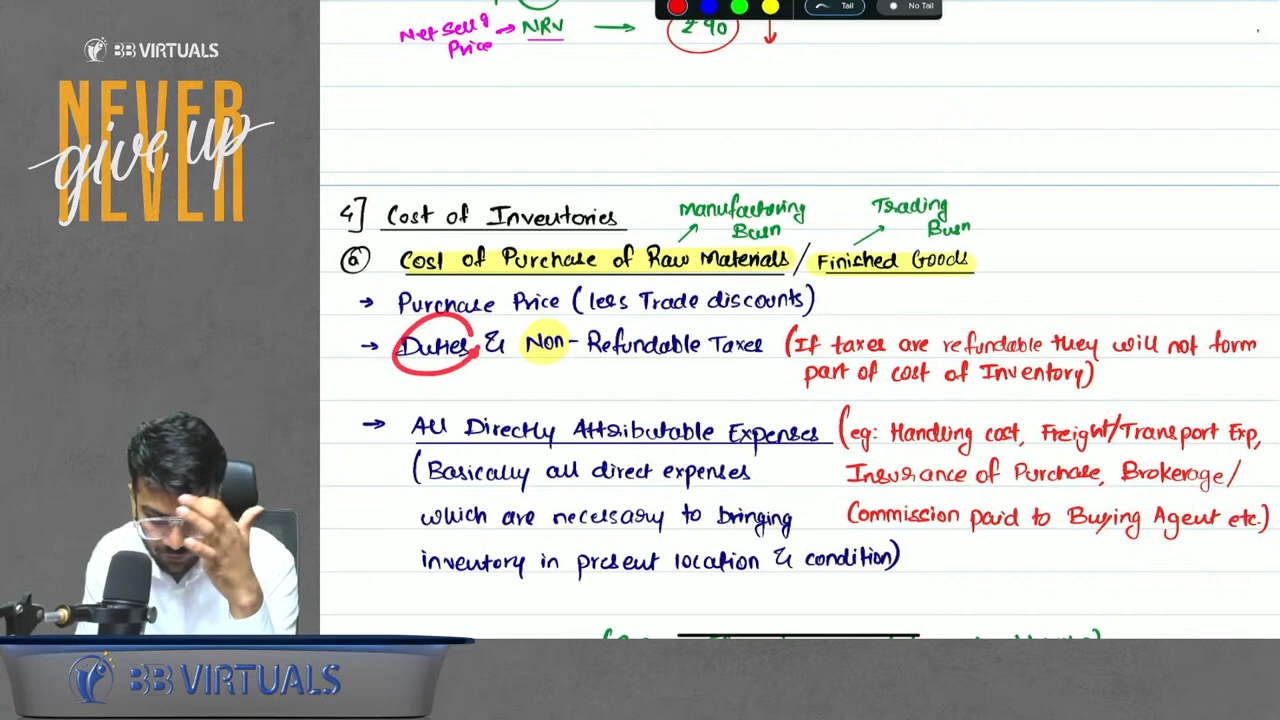 Tail
No Tail
Net Sell g
Price → NRV → ₹ 90 ↓
BB VIRTUALS
NEVER
give up
NEVER
4] Cost of Inventories
Manufacturing
Busn
Trading
Busn
(a) Cost of Purchase of Raw Materials / Finished Goods
→ Purchase Price (less Trade discounts)
→ Duties & Non-Refundable Taxes (If taxes are refundable they will not form
part of cost of Inventory)
→ All Directly Attributable Expenses (eg: Handling cost, Freight/Transport Exp,
(Basically all direct expenses Insurance of Purchase, Brokerage/
which are necessary to bringing Commission paid to Buying Agent etc.)
inventory in present location & condition)
BB VIRTUALS